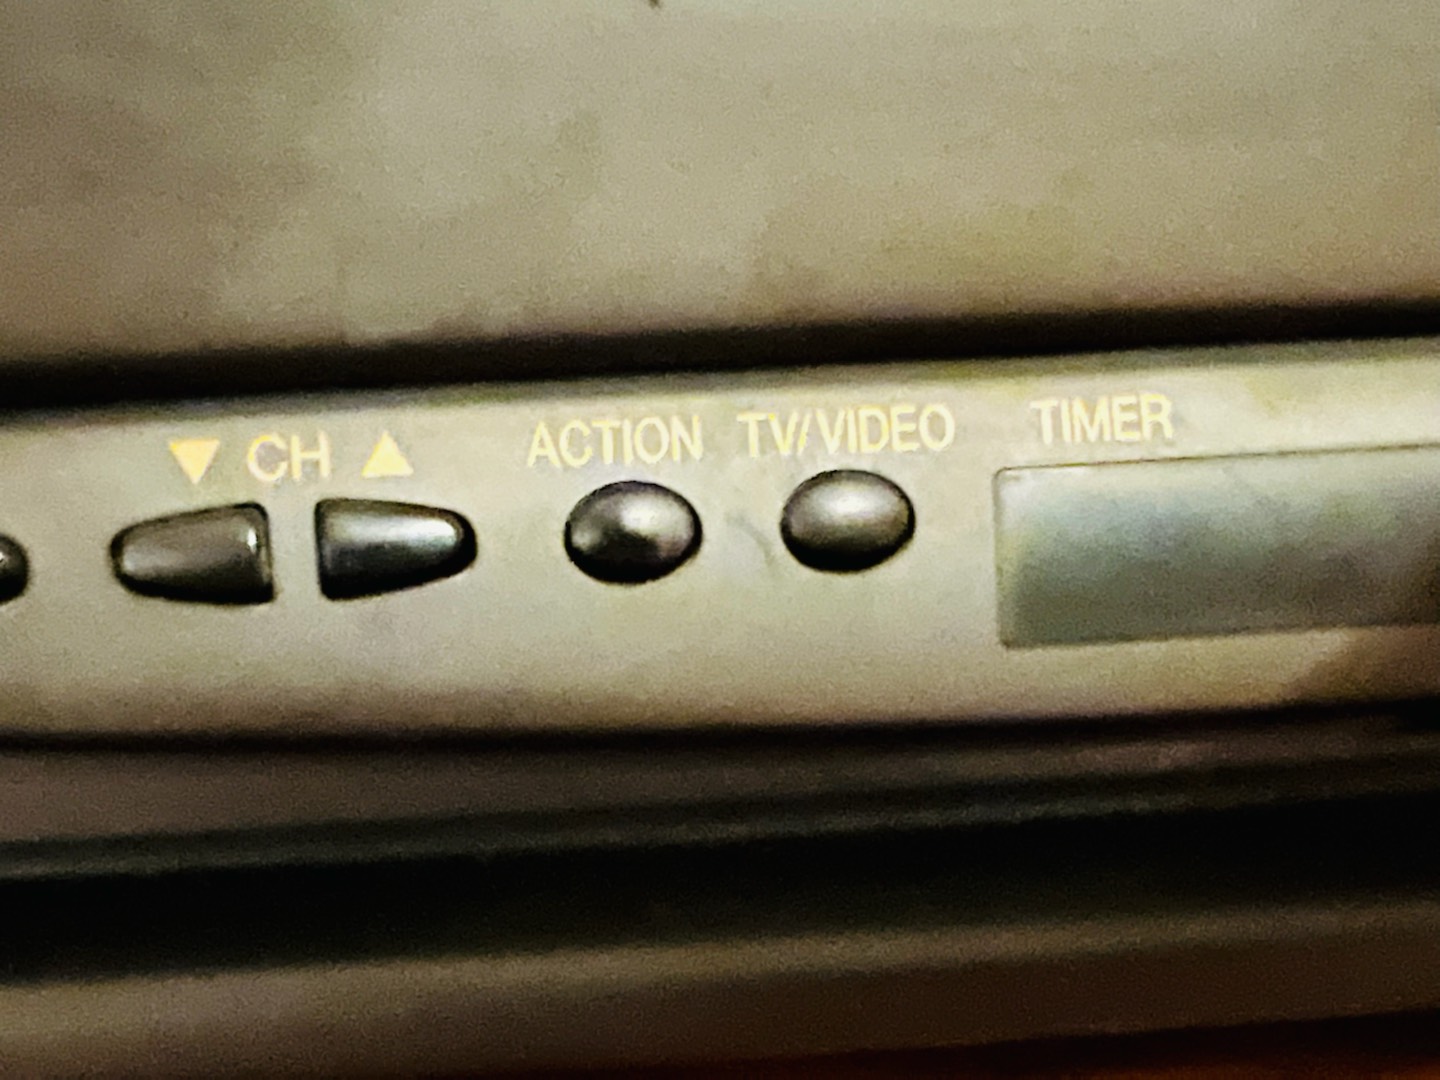 ▼ CH ▲ ACTION TV/VIDEO TIMER